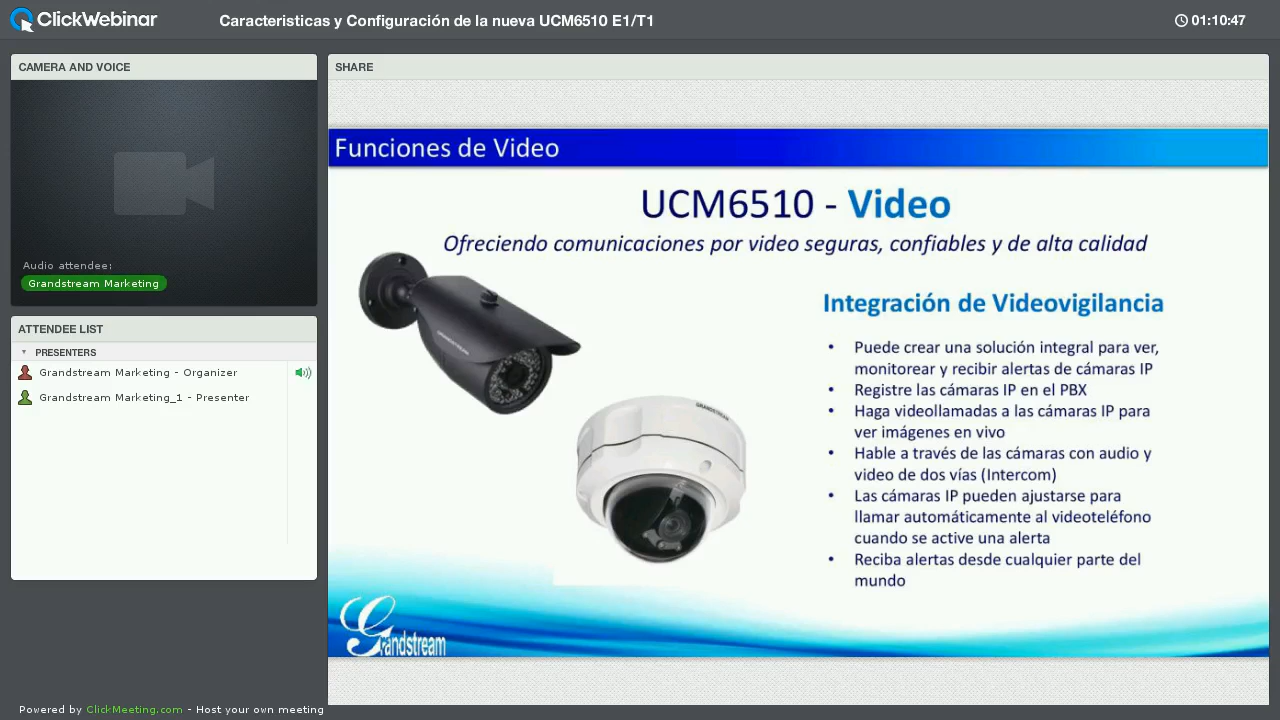 ClickWebinar
Caracteristicas y Configuración de la nueva UCM6510 E1/T1
01:10:47
CAMERA AND VOICE
Audio attendee:
Grandstream Marketing
ATTENDEE LIST
PRESENTERS
Grandstream Marketing - Organizer
Grandstream Marketing_1 - Presenter
SHARE
Funciones de Video
UCM6510 - Video
Ofreciendo comunicaciones por video seguras, confiables y de alta calidad
GRANDSTREAM
GRANDSTREAM
Integración de Videovigilancia
• Puede crear una solución integral para ver,
monitorear y recibir alertas de cámaras IP
• Registre las cámaras IP en el PBX
• Haga videollamadas a las cámaras IP para
ver imágenes en vivo
• Hable a través de las cámaras con audio y
video de dos vías (Intercom)
• Las cámaras IP pueden ajustarse para
llamar automáticamente al videoteléfono
cuando se active una alerta
• Reciba alertas desde cualquier parte del
mundo
Grandstream
Powered by ClickMeeting.com - Host your own meeting